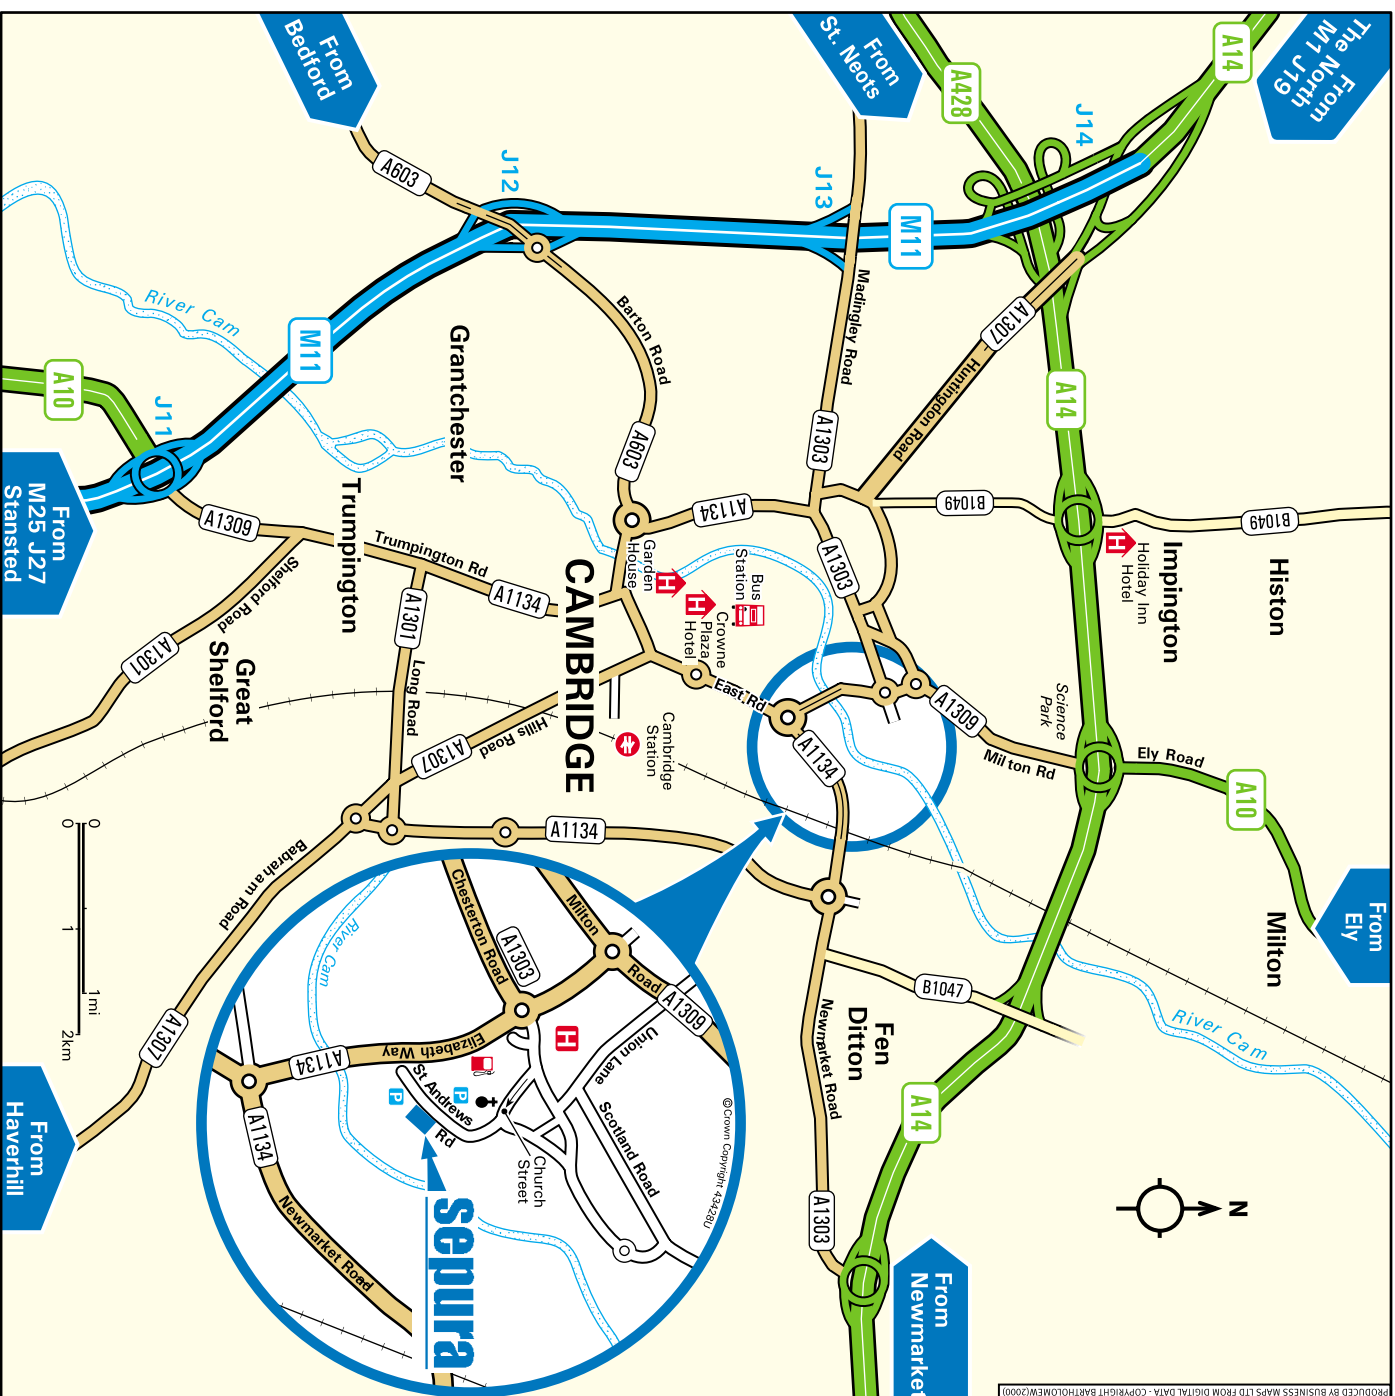 From
The North
M1 J19
A14
From
St. Neots
A428
From
Bedford
J14
J13
J12
A603
M11
M11
A1307
Huntingdon Road
Madingley Road
Barton Road
A603
A1303
A14
River Cam
Grantchester
A10
J11
From
M25 J27
Stansted
A1309
Trumpington
Trumpington Rd
Shelford Road
A1301
Great
Shelford
A1134
A1301
Long Road
A1134
B1049
B1049
Histon
Impington
Holiday Inn
Hotel
H
A1303
Garden
House
H
H
Crowne
Plaza
Hotel
Bus
Station
CAMBRIDGE
East Rd
Cambridge
Station
Hills Road
A1307
A1134
A1134
Science
Park
A1309
Milton Rd
Ely Road
A10
From
Ely
Milton
River Cam
Fen
Ditton
B1047
Newmarket Road
A1303
A14
From
Newmarket
Babraham Road
A1307
From
Haverhill
0
1mi
0
1
2km
N
Chesterton Road
A1303
Milton
Road
A1309
River Cam
Elizabeth Way
A1134
A1134
Newmarket Road
H
Union Lane
Scotland Road
St Andrews
Rd
P
P
Church
Street
Sepura
©Crown Copyright 43428U
PRODUCED BY BUSINESS MAPS LTD FROM DIGITAL DATA - COPYRIGHT BARTHOLOMEW(2000)